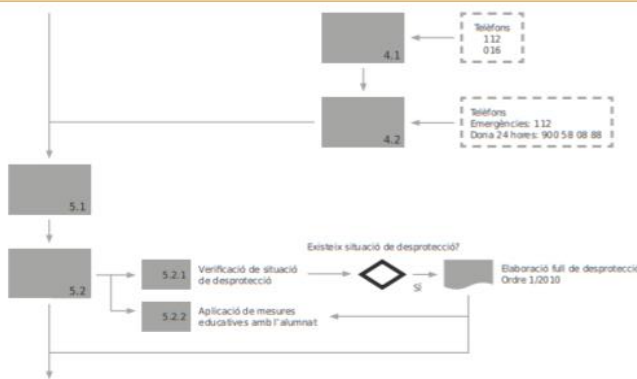 Telèfons
112
016
4.1
Telèfons
Emergències: 112
Dona 24 hores: 900 58 08 88
4.2
5.1
Existeix situació de desprotecció?
5.2
5.2.1
Verificació de situació
de desprotecció
SÍ
Elaboració full de desprotecció
Ordre 1/2010
5.2.2
Aplicació de mesures
educatives amb l'alumnat